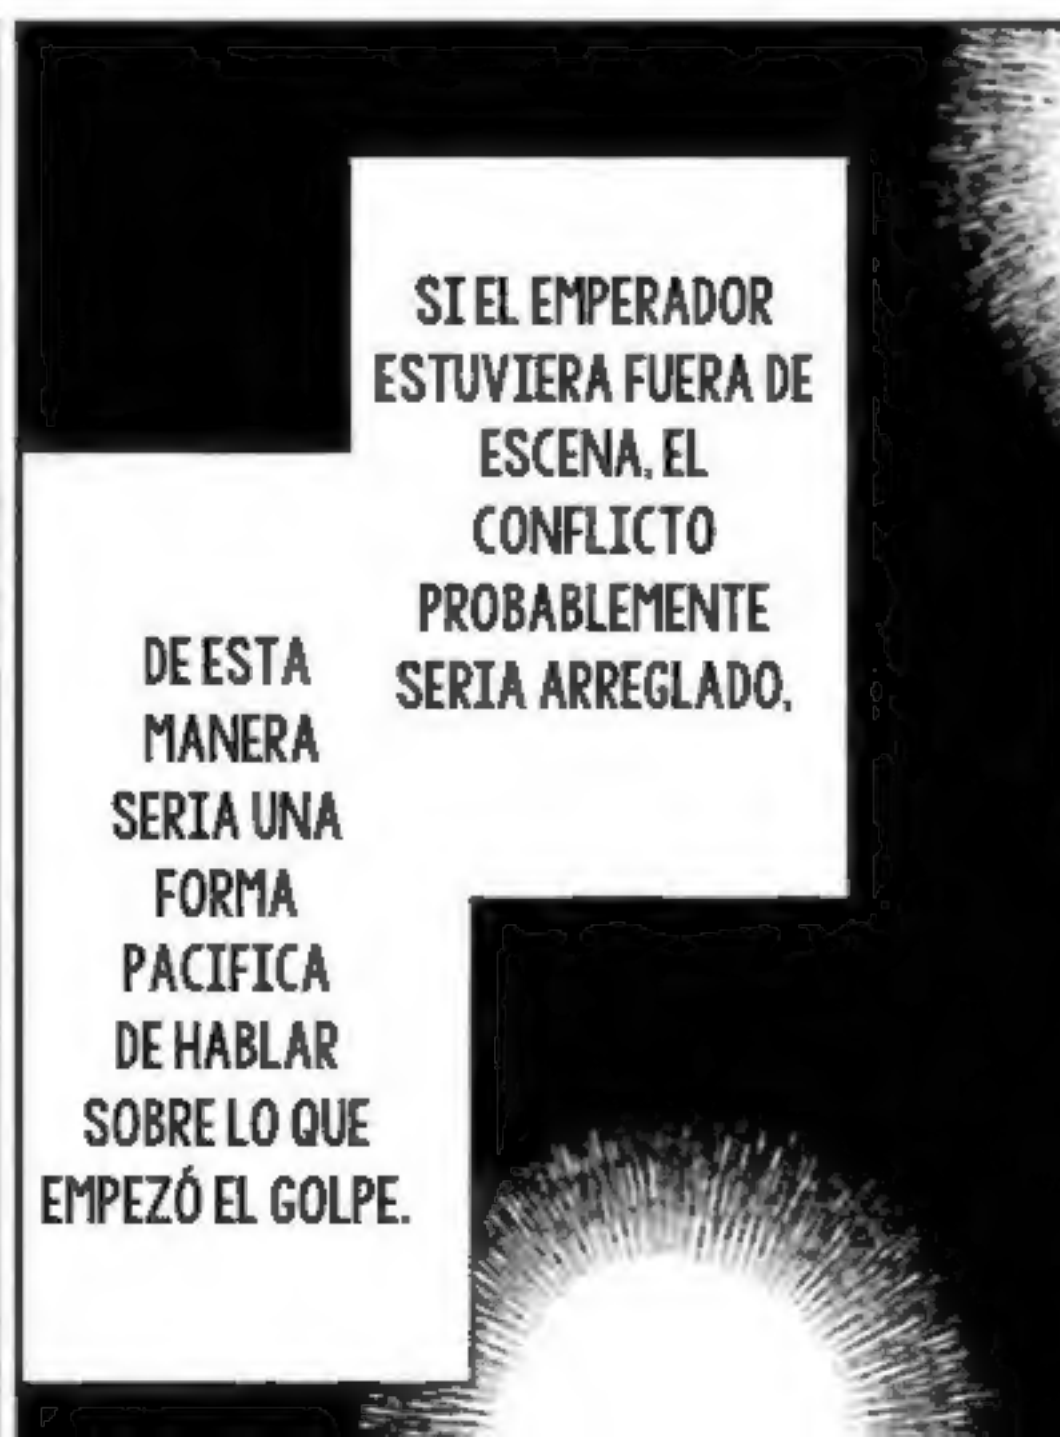 SI EL EMPERADOR
ESTUVIERA FUERA DE
ESCENA, EL
CONFLICTO
PROBABLEMENTE
SERIA ARREGLADO,
DE ESTA
MANERA
SERIA UNA
FORMA
PACIFICA
DE HABLAR
SOBRE LO QUE
EMPEZÓ EL GOLPE.